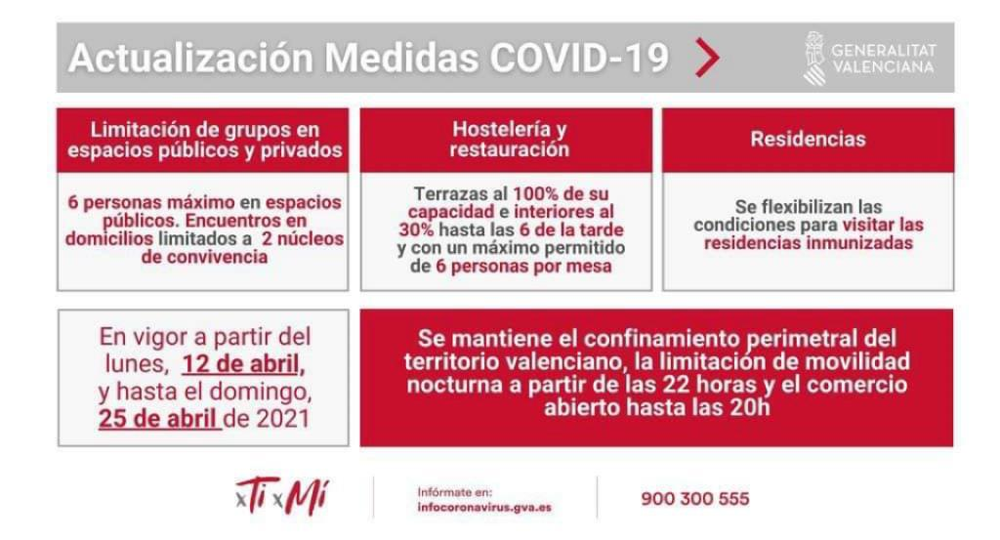 Actualización Medidas COVID-19
GENERALITAT
VALENCIANA
Limitación de grupos en
espacios públicos y privados
6 personas máximo en espacios
públicos. Encuentros en
domicilios limitados a 2 núcleos
de convivencia
Hostelería y
restauración
Terrazas al 100% de su
capacidad e interiores al
30% hasta las 6 de la tarde
y con un máximo permitido
de 6 personas por mesa
Residencias
Se flexibilizan las
condiciones para visitar las
residencias inmunizadas
En vigor a partir del
lunes, 12 de abril,
y hasta el domingo,
25 de abril de 2021
Se mantiene el confinamiento perimetral del
territorio valenciano, la limitación de movilidad
nocturna a partir de las 22 horas y el comercio
abierto hasta las 20h
xTi xMí
Infórmate en:
infocoronavirus.gva.es
900 300 555